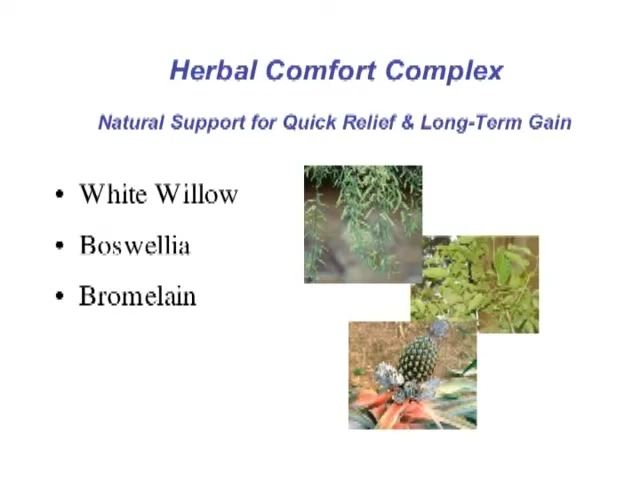 Herbal Comfort Complex
Natural Support for Quick Relief & Long-Term Gain
• White Willow
• Boswellia
• Bromelain